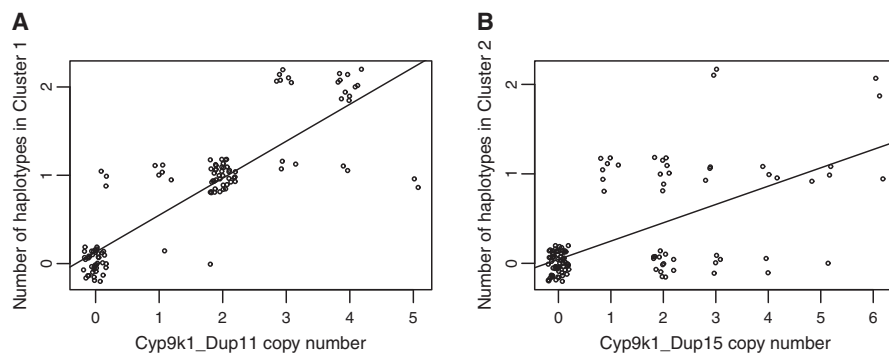 A
Number of haplotypes in Cluster 1
2
1
0
0 1 2 3 4 5
Cyp9k1_Dup11 copy number
B
Number of haplotypes in Cluster 2
2
1
0
0 1 2 3 4 5 6
Cyp9k1_Dup15 copy number